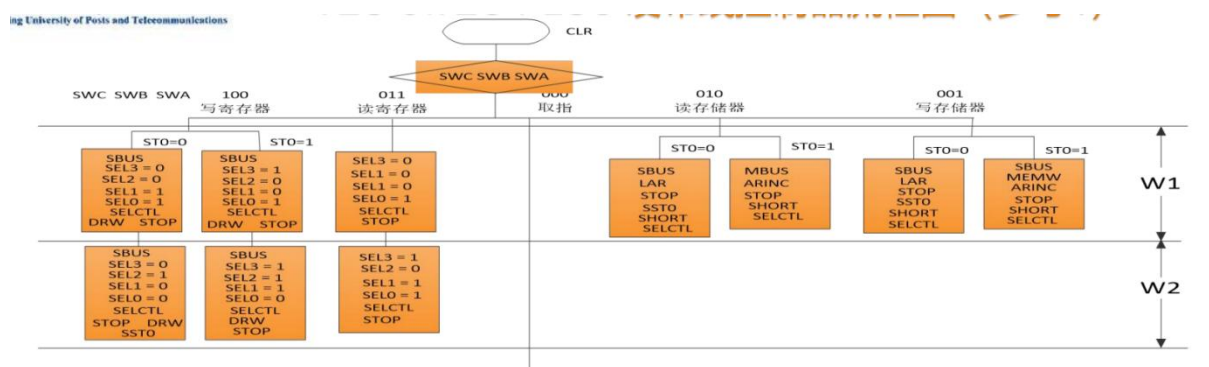 ing University of Posts and Telecommunications
CLR
SWC SWB SWA
SWC SWB SWA
100
写寄存器
011
读寄存器
000
取指
010
读存储器
001
写存储器
ST0=0
SBUS
SEL3 = 0
SEL2 = 0
SEL1 = 1
SEL0 = 1
SELCTL
DRW STOP
ST0=1
SBUS
SEL3 = 1
SEL2 = 0
SEL1 = 0
SEL0 = 1
SELCTL
DRW STOP
SEL3 = 0
SEL1 = 0
SEL1 = 0
SEL0 = 1
SELCTL
STOP
ST0=0
SBUS
LAR
STOP
SST0
SHORT
SELCTL
ST0=1
MBUS
ARINC
STOP
SHORT
SELCTL
ST0=0
SBUS
LAR
STOP
SST0
SHORT
SELCTL
ST0=1
SBUS
MEMW
ARINC
STOP
SHORT
SELCTL
W1
SBUS
SEL3 = 0
SEL2 = 1
SEL1 = 0
SEL0 = 0
SELCTL
STOP DRW
SST0
SBUS
SEL3 = 1
SEL2 = 1
SEL1 = 1
SEL0 = 0
SELCTL
DRW
STOP
SEL3 = 1
SEL2 = 0
SEL1 = 1
SEL0 = 1
SELCTL
STOP
W2